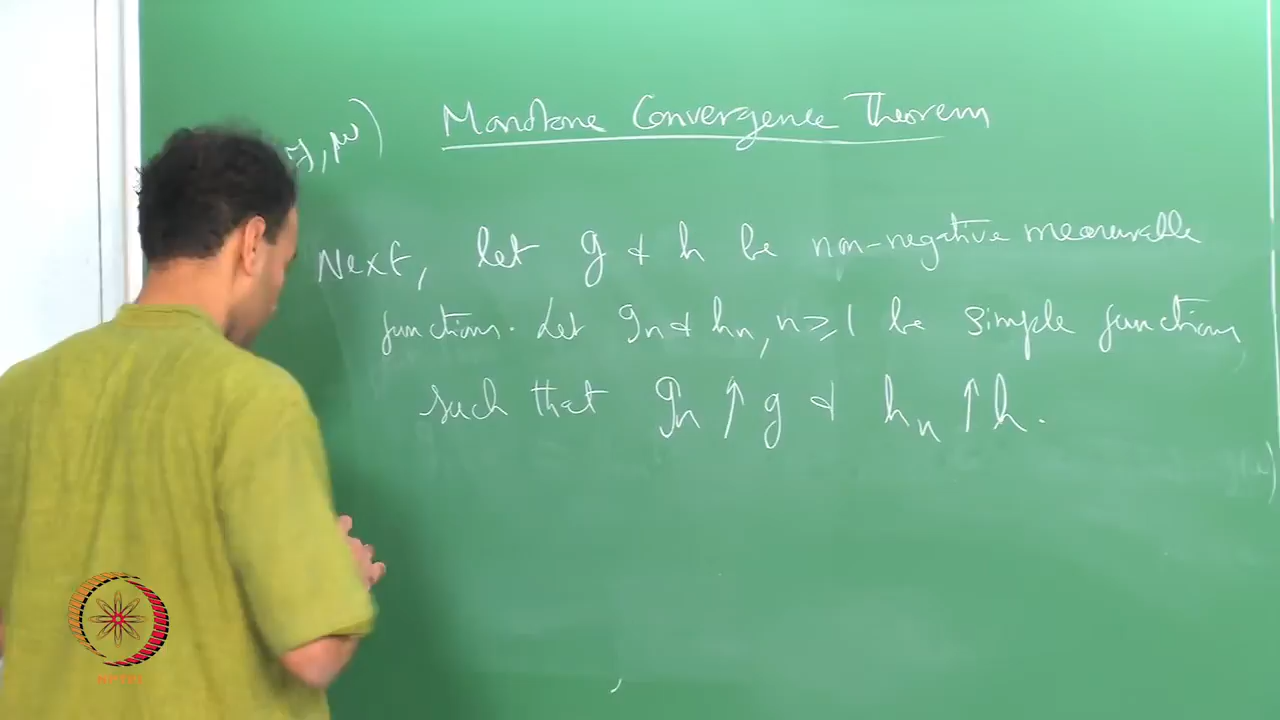 Monotone Convergence Theorem
, μ)
Next, let g & h be non-negative measurable
functions. Let gn & hn, n ≥ 1 be simple functions
such that gn ↑ g & hn ↑ h.
NPTEL